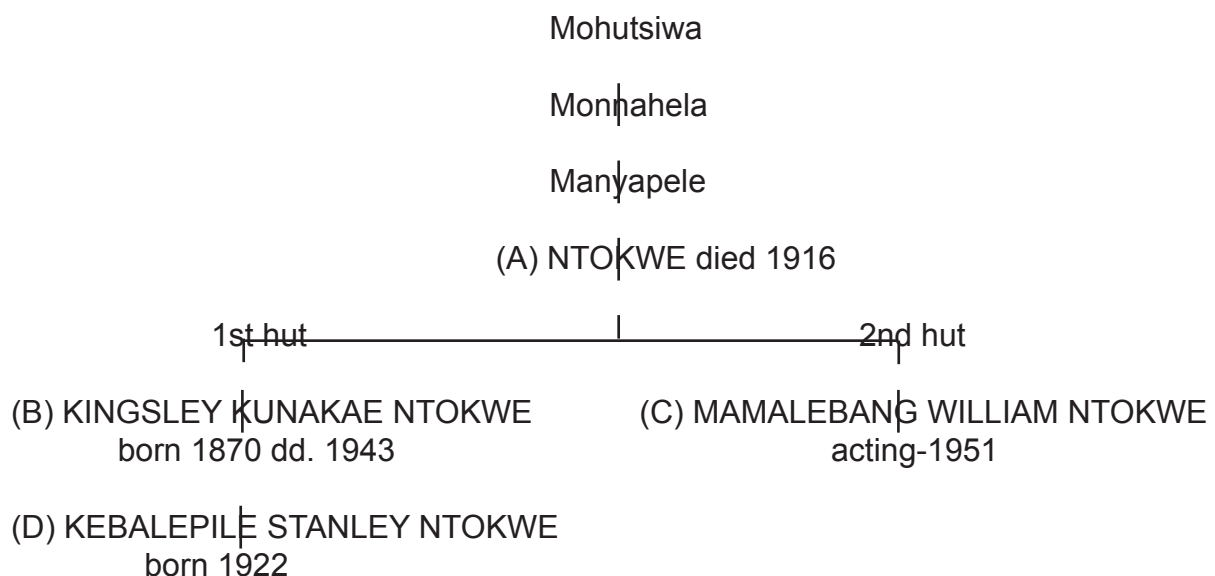 Mohutsiwa
Monnahela
Manyapele
(A) NTOKWE died 1916
1st hut 2nd hut
(B) KINGSLEY KUNAKAE NTOKWE (C) MAMALEBANG WILLIAM NTOKWE
born 1870 dd. 1943 acting-1951
(D) KEBALEPILE STANLEY NTOKWE
born 1922